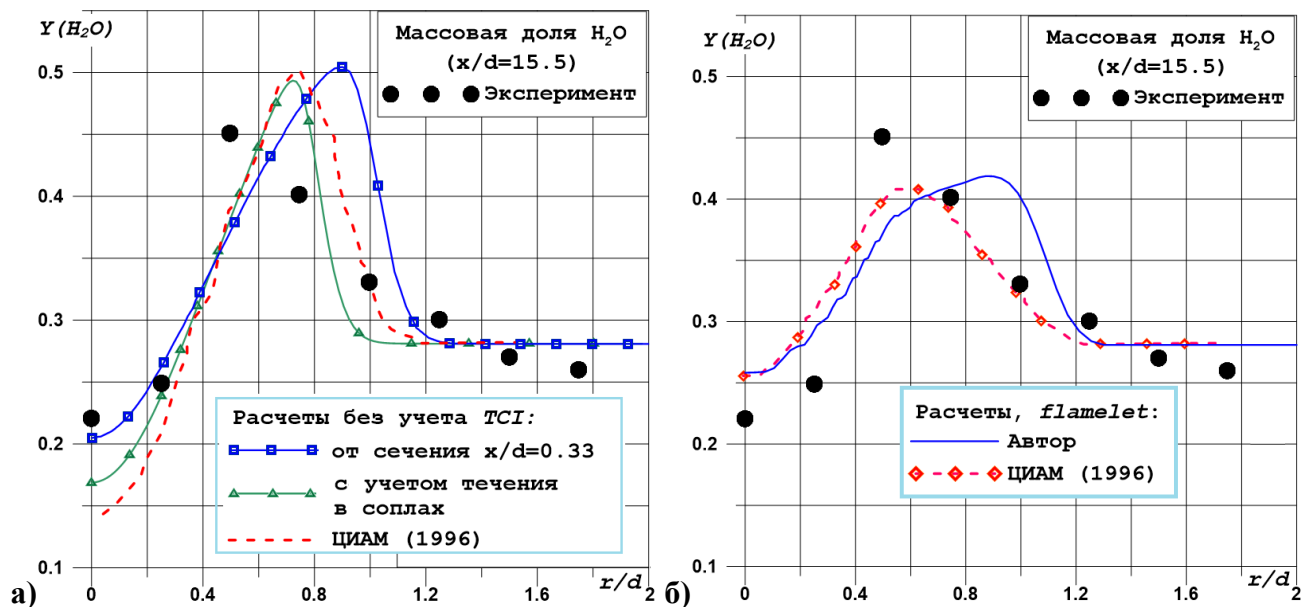 Y(H₂O)
Массовая доля H₂O
(x/d=15.5)
Эксперимент
0.5
0.4
0.3
0.2
0.1
Расчеты без учета TCI:
от сечения x/d=0.33
с учетом течения
в соплах
ЦИАМ (1996)
r/d
0 0.4 0.8 1.2 1.6 2
а)
Y(H₂O)
Массовая доля H₂O
(x/d=15.5)
Эксперимент
0.5
0.4
0.3
0.2
0.1
Расчеты, flamelet:
Автор
ЦИАМ (1996)
r/d
0 0.4 0.8 1.2 1.6 2
б)